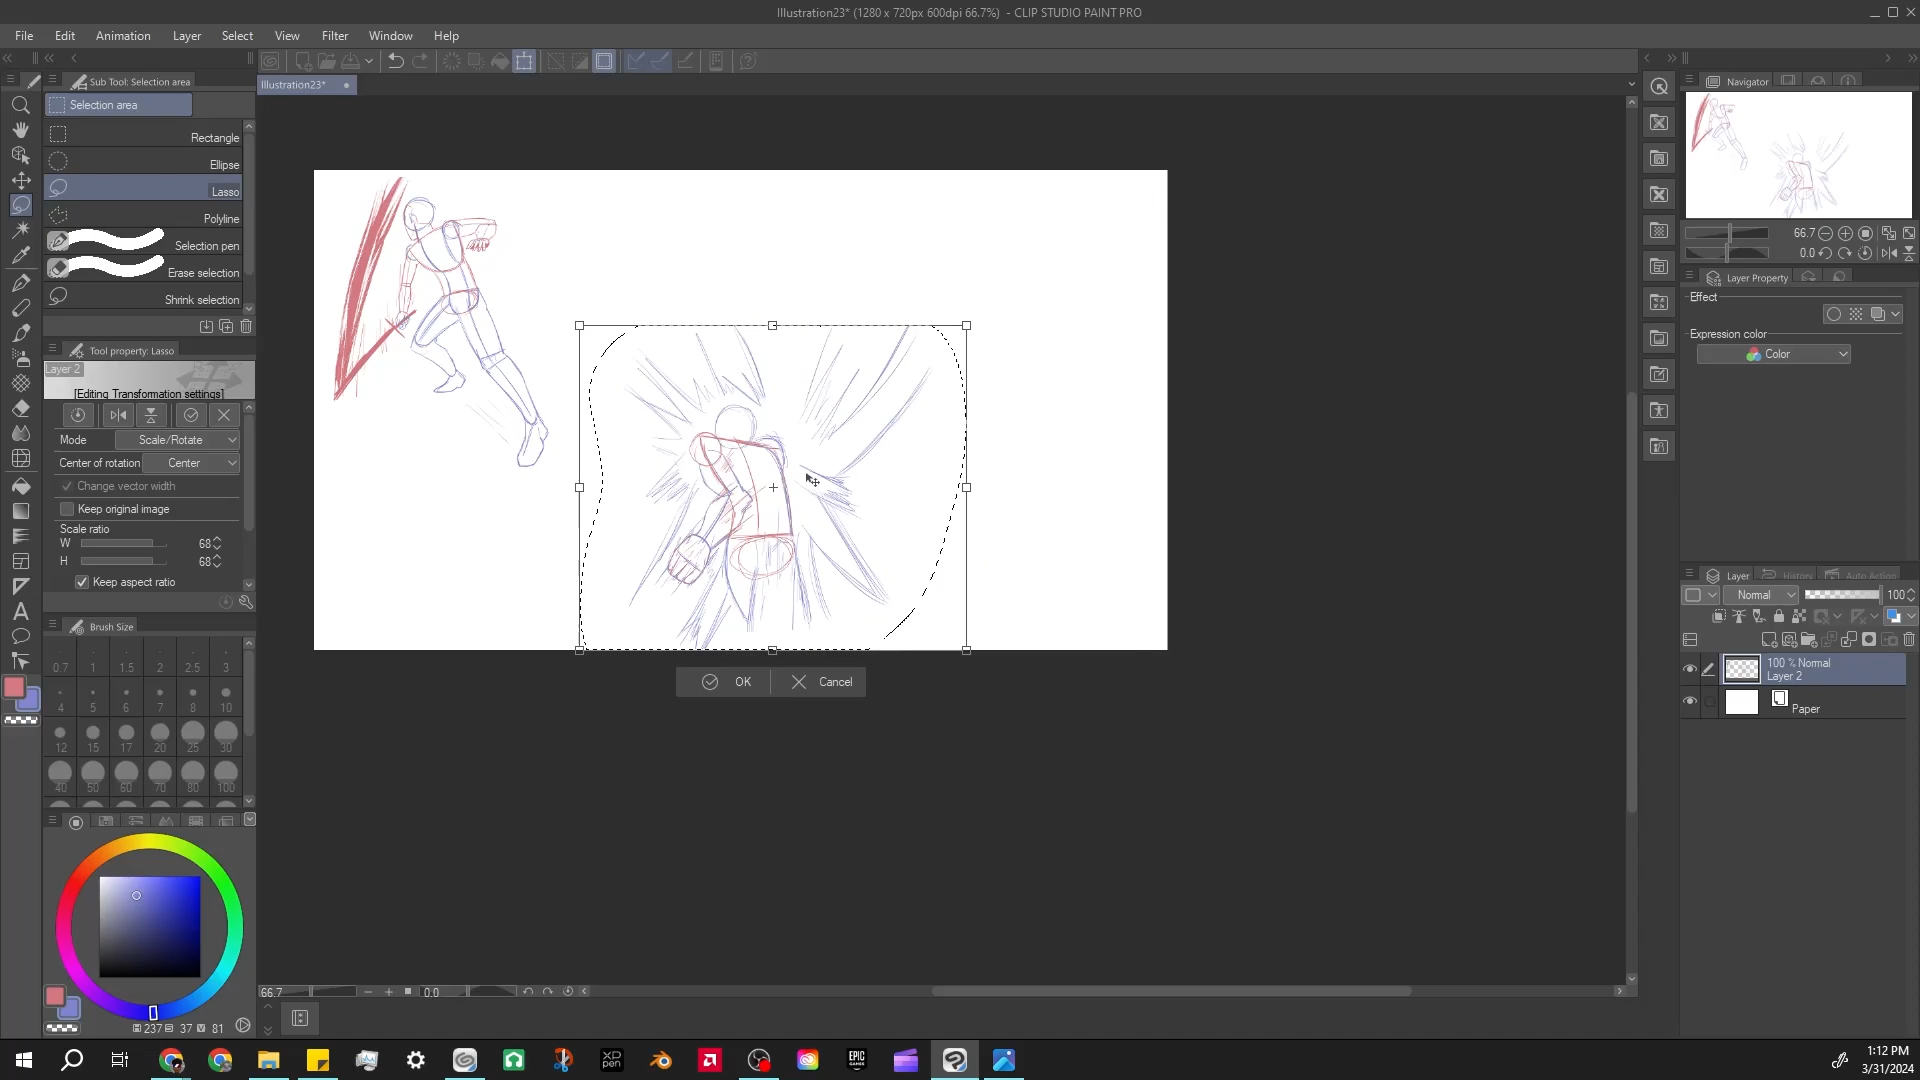 Illustration23* (1280 x 720px 600dpi 66.7%) - CLIP STUDIO PAINT PRO
File Edit Animation Layer Select View Filter Window Help
Sub Tool: Selection area
Illustration23*
Navigator
Selection area
Rectangle
Ellipse
Lasso
Polyline
Selection pen
Erase selection
Shrink selection
66.7
0.0
Layer Property
Effect
Expression color
Color
Tool property: Lasso
Layer 2
[Editing Transformation settings]
Mode Scale/Rotate
Center of rotation Center
Change vector width
Keep original image
Scale ratio
W 68
H 68
Keep aspect ratio
OK Cancel
Layer History Auto Action
Normal 100
100 % Normal
Layer 2
Paper
Brush Size
0.7 1 1.5 2 2.5 3
4 5 6 7 8 10
12 15 17 20 25 30
40 50 60 70 80 100
66.7 0.0
H 237 S 37 V 81
XP
PEN
EPIC
GAMES
1:12 PM
3/31/2024